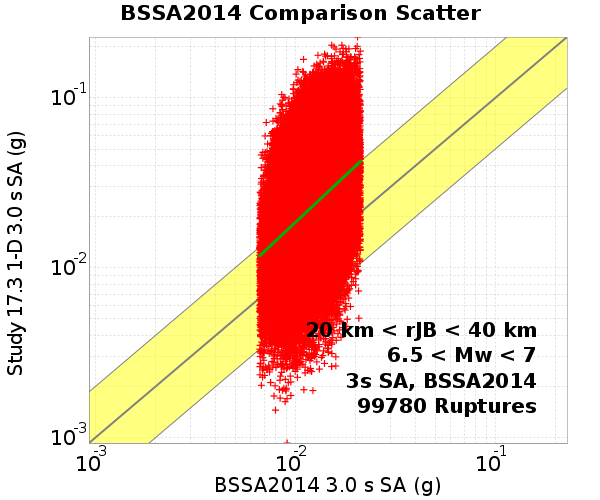 BSSA2014 Comparison Scatter
Study 17.3 1-D 3.0 s SA (g)
10-1
10-2
10-3
20 km < rJB < 40 km
6.5 < Mw < 7
3s SA, BSSA2014
99780 Ruptures
10-3 10-2 10-1
BSSA2014 3.0 s SA (g)